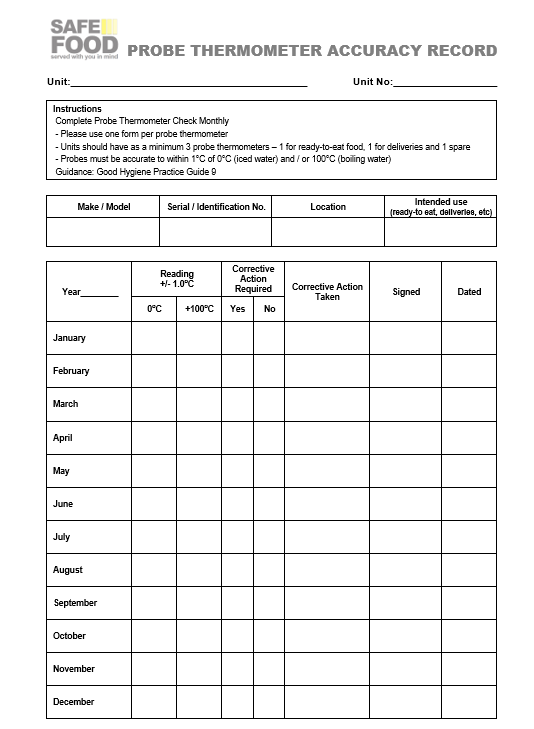 SAFE
FOOD
served with you in mind
PROBE THERMOMETER ACCURACY RECORD
Unit: Unit No:
Instructions
Complete Probe Thermometer Check Monthly
- Please use one form per probe thermometer
- Units should have as a minimum 3 probe thermometers – 1 for ready-to-eat food, 1 for deliveries and 1 spare
- Probes must be accurate to within 1°C of 0°C (iced water) and / or 100°C (boiling water)
Guidance: Good Hygiene Practice Guide 9
Make / Model Serial / Identification No. Location Intended use
(ready-to eat, deliveries, etc)
Year
Reading
+/- 1.0°C
Corrective
Action
Required
Corrective Action
Taken
Signed
Dated
0°C +100°C Yes No
January
February
March
April
May
June
July
August
September
October
November
December